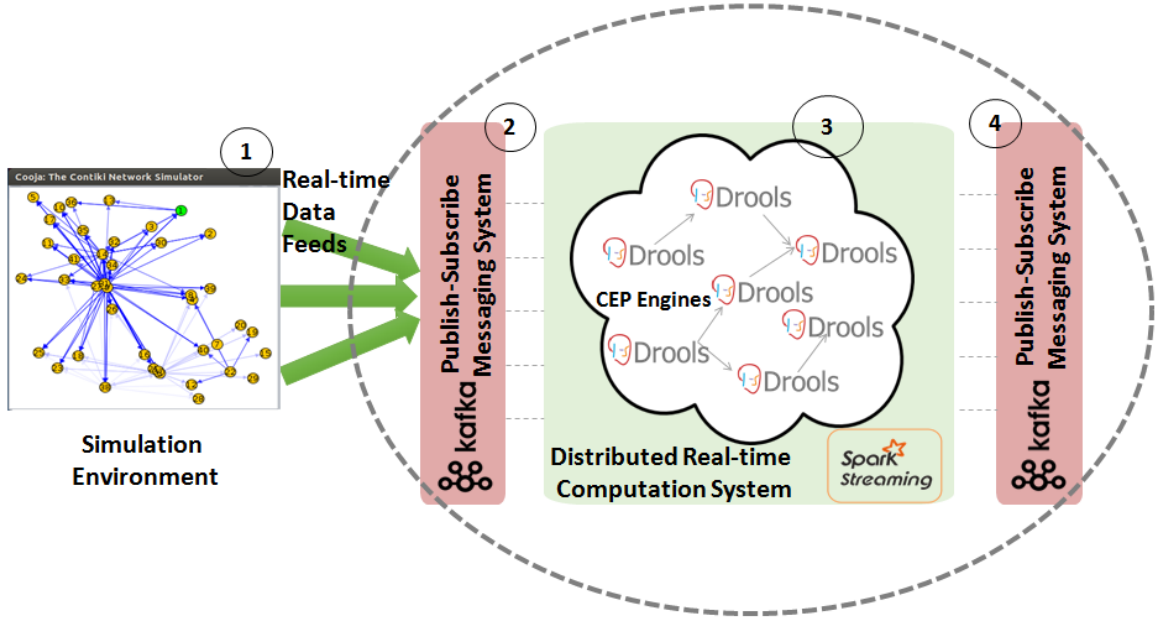 1
Cooja: The Contiki Network Simulator
Real-time
Data
Feeds
Simulation
Environment
2
Publish-Subscribe
Messaging System
kafka
3
Drools
Drools
Drools
CEP Engines
Drools
Drools
Drools
Drools
Distributed Real-time
Computation System
Spark
Streaming
4
Publish-Subscribe
Messaging System
kafka